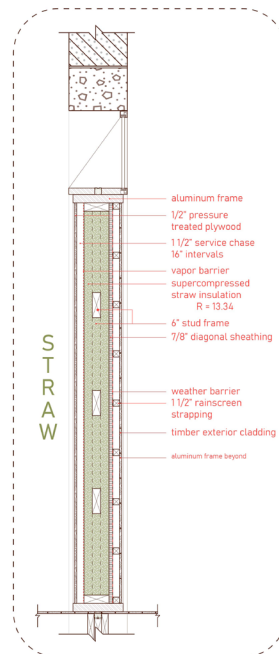 aluminum frame
1/2" pressure
treated plywood
1 1/2" service chase
16" intervals
vapor barrier
supercompressed
straw insulation
R = 13.34
6" stud frame
7/8" diagonal sheathing
STRAW
weather barrier
1 1/2" rainscreen
strapping
timber exterior cladding
aluminum frame beyond